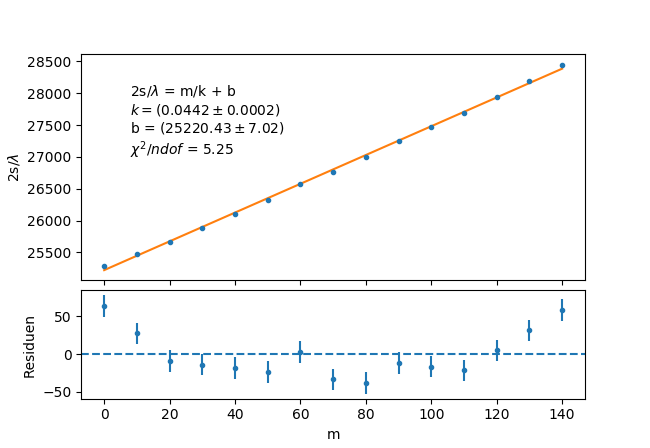 28500
28000
27500
27000
26500
26000
25500
2s/λ
2s/λ = m/k + b
k = (0.0442 ± 0.0002)
b = (25220.43 ± 7.02)
χ²/ndof = 5.25
50
0
−50
Residuen
0 20 40 60 80 100 120 140
m